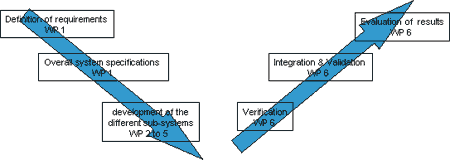 Definition of requirements
WP 1
Overall system specifications
WP 1
development of the
different sub-systems
WP 2 to 5
Evaluation of results
WP 6
Integration & Validation
WP 6
Verification
WP 6